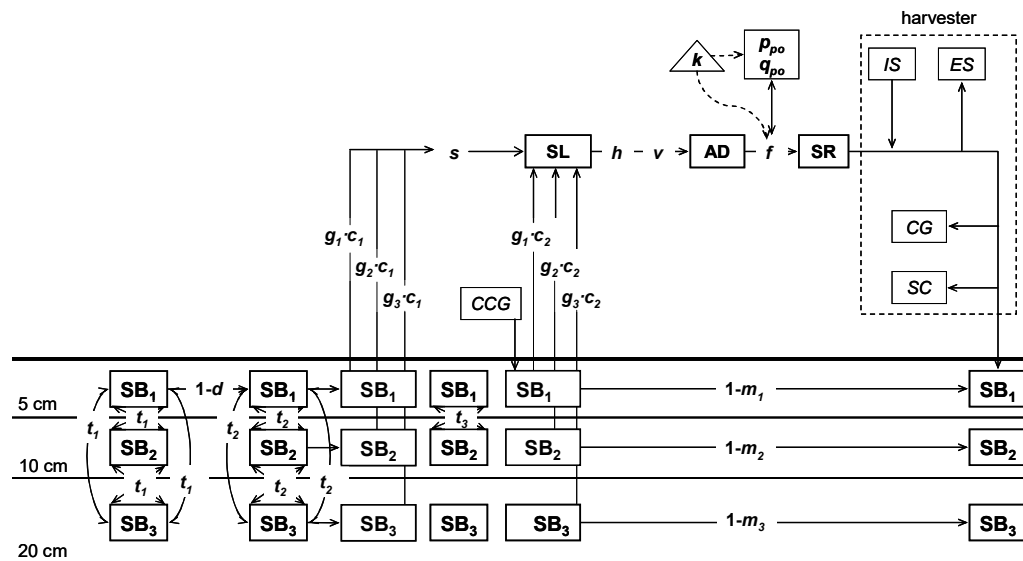 harvester
k
p_po
q_po
IS
ES
s
SL
h
v
AD
f
SR
g₁·c₁
g₂·c₁
g₃·c₁
g₁·c₂
g₂·c₂
g₃·c₂
CG
SC
CCG
SB₁
1-d
SB₁
SB₁
SB₁
SB₁
1-m₁
SB₁
5 cm
t₁
t₁
t₂
t₂
t₃
SB₂
SB₂
SB₂
SB₂
SB₂
1-m₂
SB₂
10 cm
t₁
t₁
t₂
t₂
SB₃
SB₃
SB₃
SB₃
SB₃
1-m₃
SB₃
20 cm